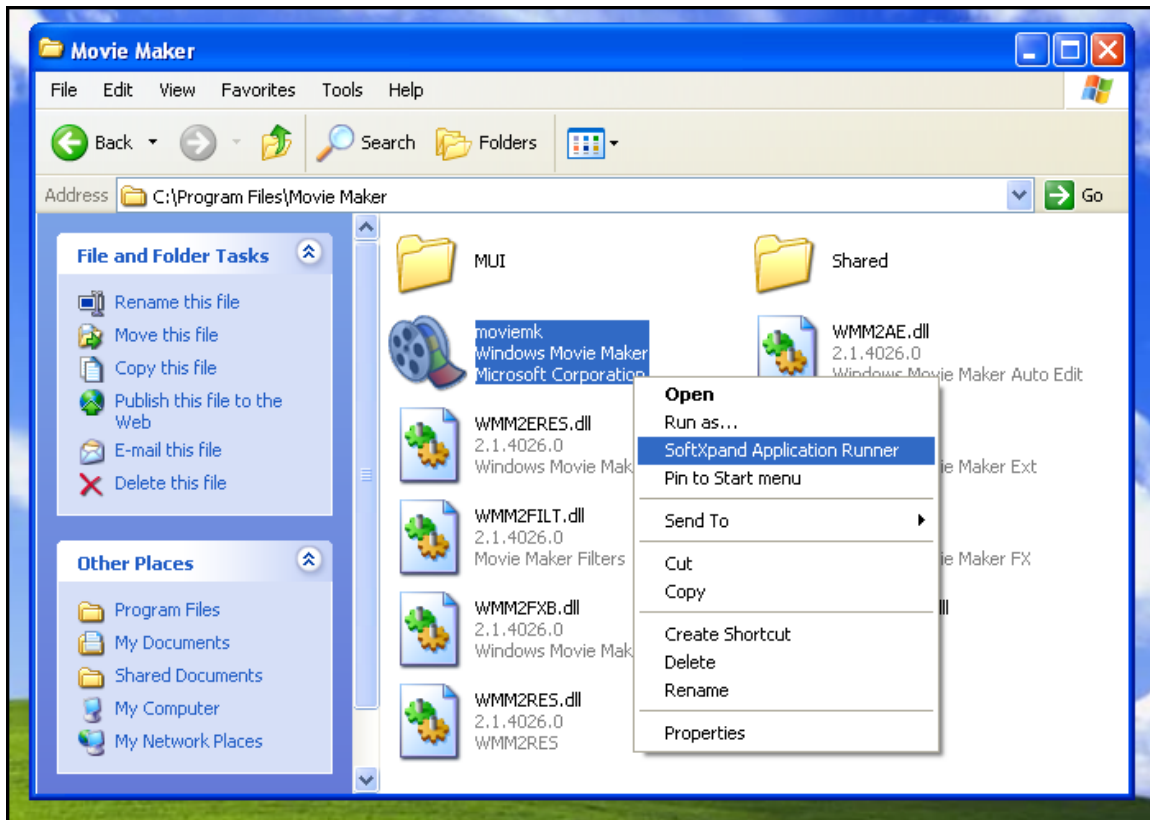 Movie Maker
File Edit View Favorites Tools Help
Back Search Folders
Address C:\Program Files\Movie Maker Go
File and Folder Tasks
Rename this file
Move this file
Copy this file
Publish this file to the
Web
E-mail this file
Delete this file
Other Places
Program Files
My Documents
Shared Documents
My Computer
My Network Places
MUI
Shared
moviemk
Windows Movie Maker
Microsoft Corporation
WMM2AE.dll
2.1.4026.0
Windows Movie Maker Auto Edit
WMM2ERES.dll
2.1.4026.0
Windows Movie Mak
ie Maker Ext
WMM2FILT.dll
2.1.4026.0
Movie Maker Filters
ie Maker FX
WMM2FXB.dll
2.1.4026.0
Windows Movie Mak
ll
WMM2RES.dll
2.1.4026.0
WMM2RES
Open
Run as...
SoftXpand Application Runner
Pin to Start menu
Send To
Cut
Copy
Create Shortcut
Delete
Rename
Properties